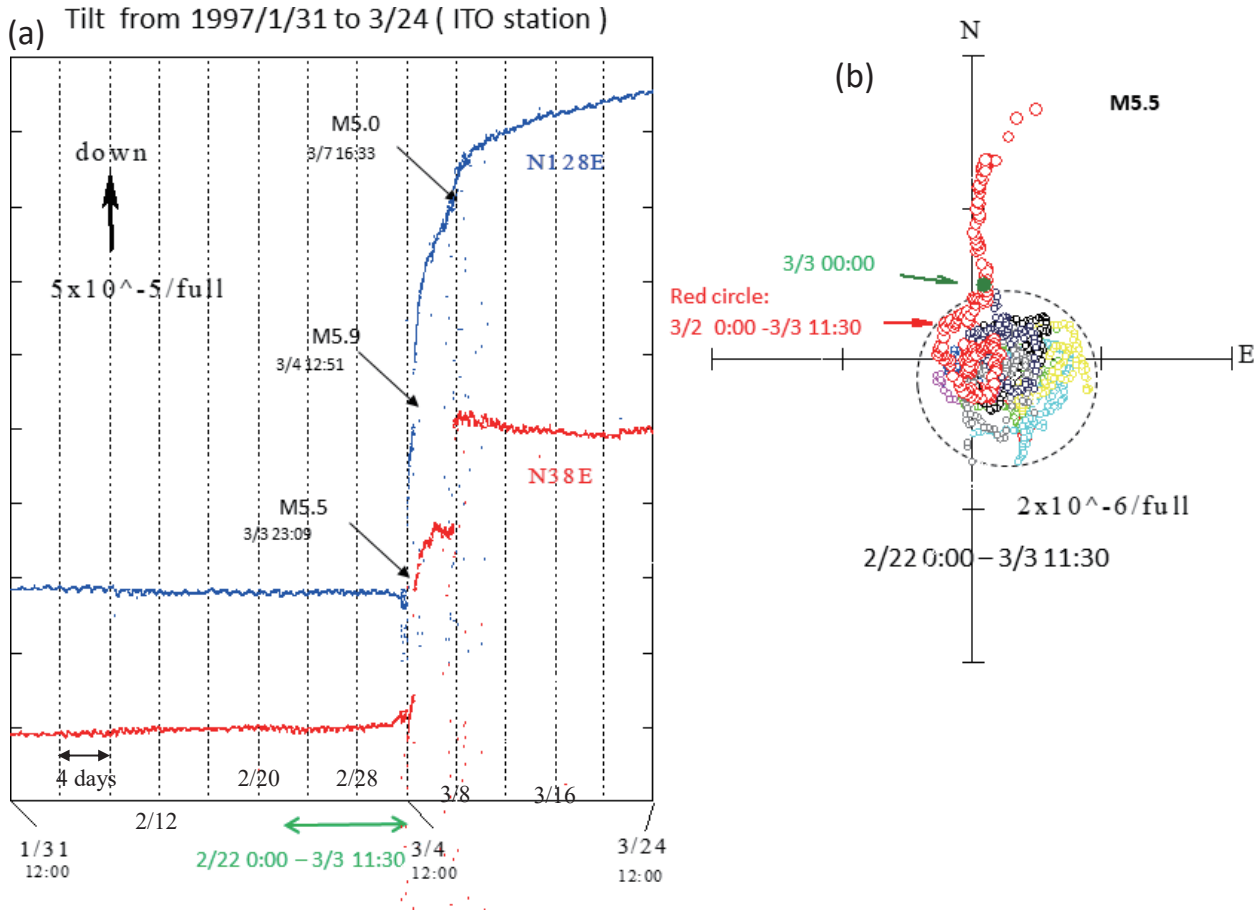 Tilt from 1997/1/31 to 3/24 ( ITO station )
(a)
down
5x10^-5/full
M5.0
3/7 16:33
N128E
M5.9
3/4 12:51
N38E
M5.5
3/3 23:09
4 days
2/12
2/20
2/28
3/8
3/16
1/31
12:00
2/22 0:00 – 3/3 11:30
3/4
12:00
3/24
12:00
(b)
N
M5.5
3/3 00:00
Red circle:
3/2 0:00 -3/3 11:30
E
2x10^-6/full
2/22 0:00 – 3/3 11:30